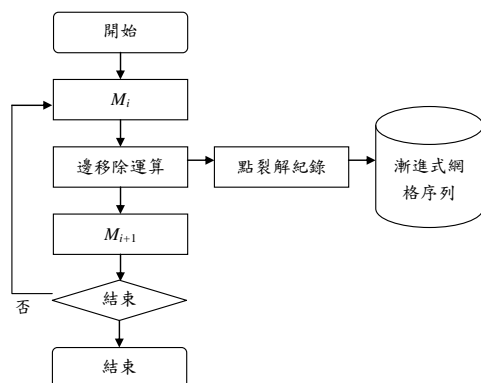 開始
M_i
邊移除運算
點裂解紀錄
漸進式網
格序列
M_{i+1}
結束
否
結束